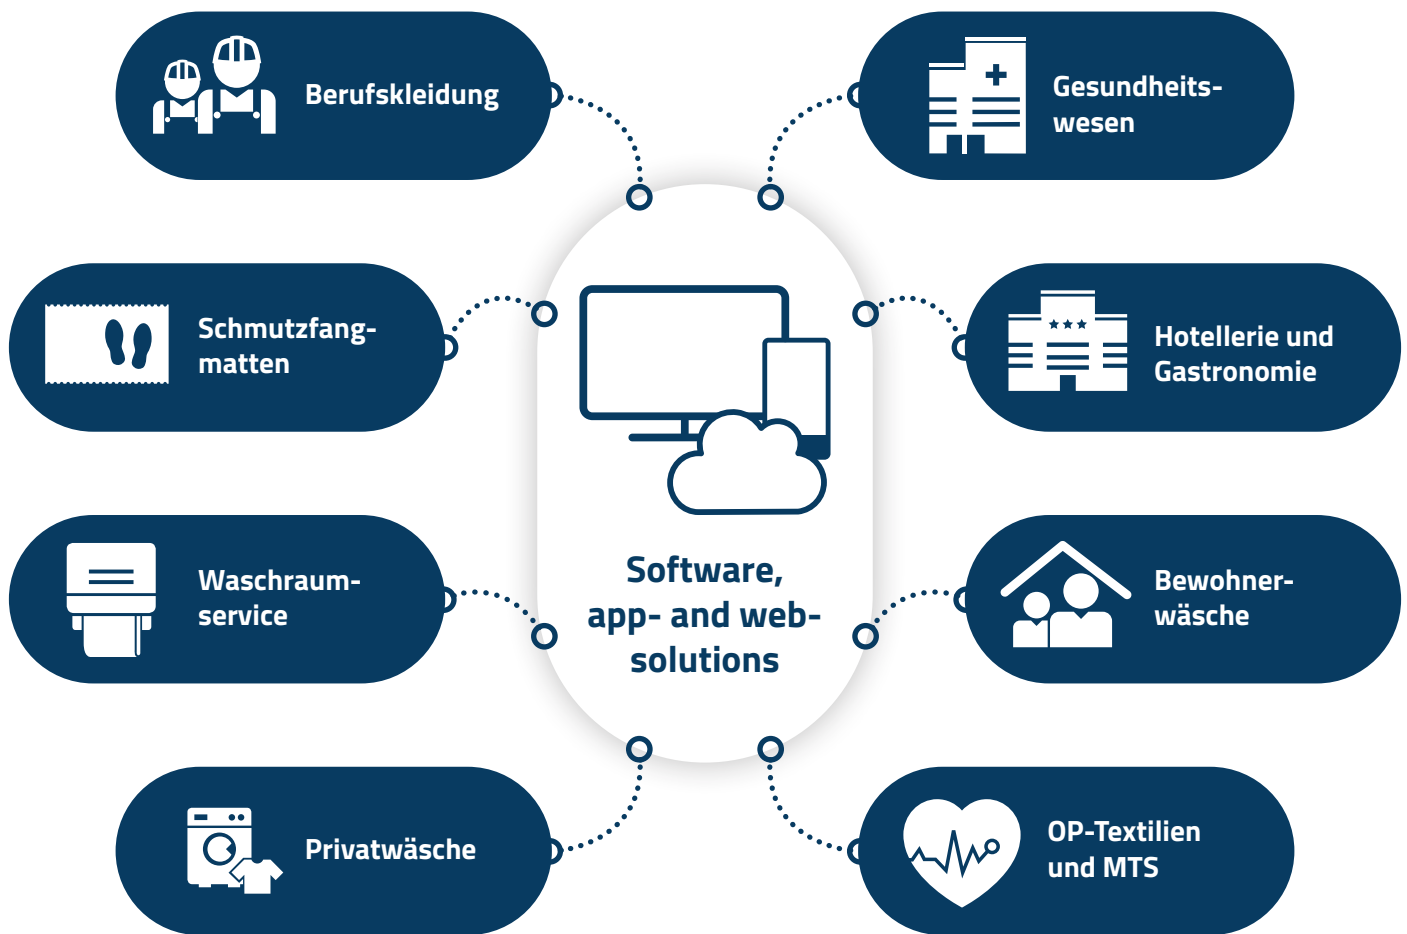 Berufskleidung
Gesundheits-
wesen
Schmutzfang-
matten
Hotellerie und
Gastronomie
Software,
app- and web-
solutions
Waschraum-
service
Bewohner-
wäsche
Privatwäsche
OP-Textilien
und MTS